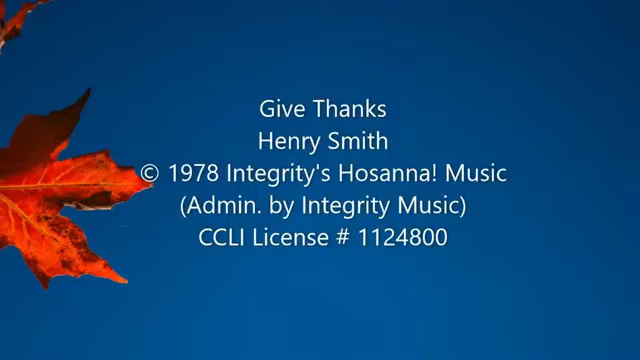 Give Thanks
Henry Smith
© 1978 Integrity's Hosanna! Music
(Admin. by Integrity Music)
CCLI License # 1124800